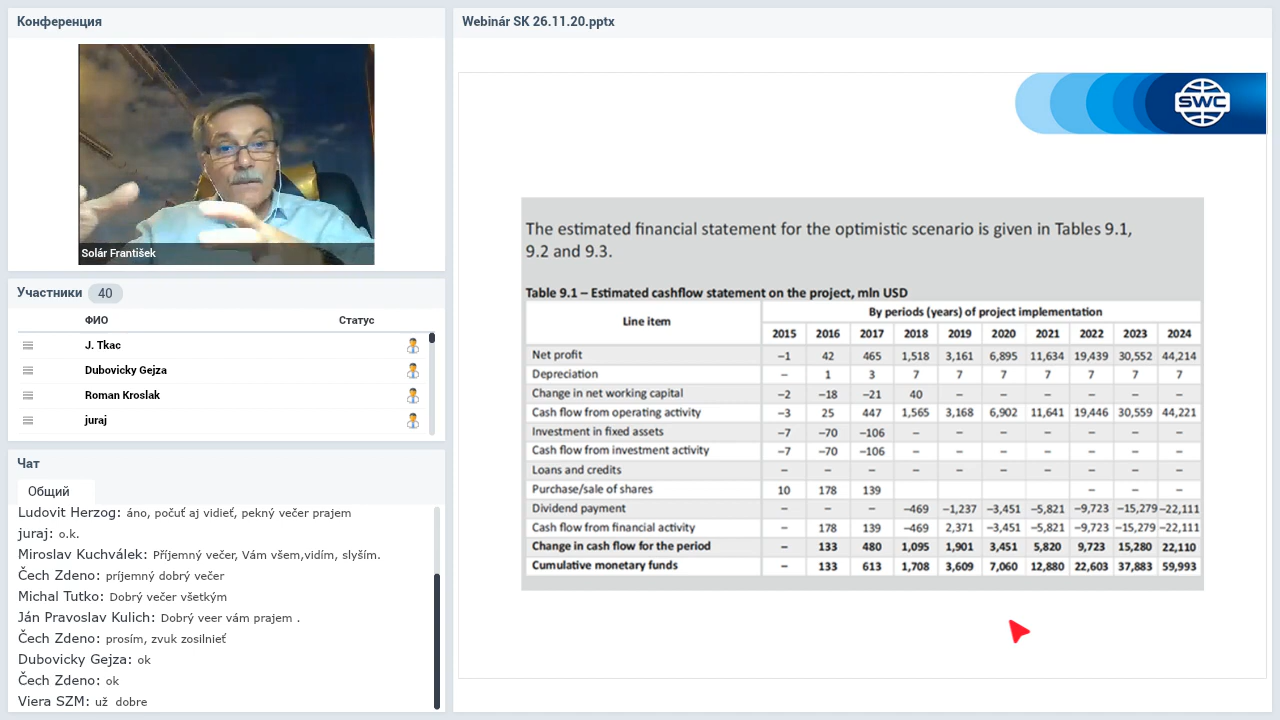 Конференция
Solár František
Участники 40
ФИО Статус
J. Tkac
Dubovicky Gejza
Roman Kroslak
juraj
Чат
Общий
Ludovit Herzog: áno, počuť aj vidieť, pekný večer prajem
juraj: o.k.
Miroslav Kuchválek: Príjemný večer, Vám všem,vidím, slyším.
Čech Zdeno: príjemný dobrý večer
Michal Tutko: Dobrý večer všetkým
Ján Pravoslav Kulich: Dobrý veer vám prajem .
Čech Zdeno: prosím, zvuk zosilnieť
Dubovicky Gejza: ok
Čech Zdeno: ok
Viera SZM: už dobre
Webinár SK 26.11.20.pptx
SWC
The estimated financial statement for the optimistic scenario is given in Tables 9.1,
9.2 and 9.3.
Table 9.1 – Estimated cashflow statement on the project, mln USD
Line item By periods (years) of project implementation
2015 2016 2017 2018 2019 2020 2021 2022 2023 2024
Net profit –1 42 465 1,518 3,161 6,895 11,634 19,439 30,552 44,214
Depreciation – 1 3 7 7 7 7 7 7 7
Change in net working capital –2 –18 –21 40 – – – – – –
Cash flow from operating activity –3 25 447 1,565 3,168 6,902 11,641 19,446 30,559 44,221
Investment in fixed assets –7 –70 –106 – – – – – – –
Cash flow from investment activity –7 –70 –106 – – – – – – –
Loans and credits – – – – – – – – – –
Purchase/sale of shares 10 178 139 – – –
Dividend payment – – – –469 –1,237 –3,451 –5,821 –9,723 –15,279 –22,111
Cash flow from financial activity – 178 139 –469 2,371 –3,451 –5,821 –9,723 –15,279 –22,111
Change in cash flow for the period – 133 480 1,095 1,901 3,451 5,820 9,723 15,280 22,110
Cumulative monetary funds – 133 613 1,708 3,609 7,060 12,880 22,603 37,883 59,993